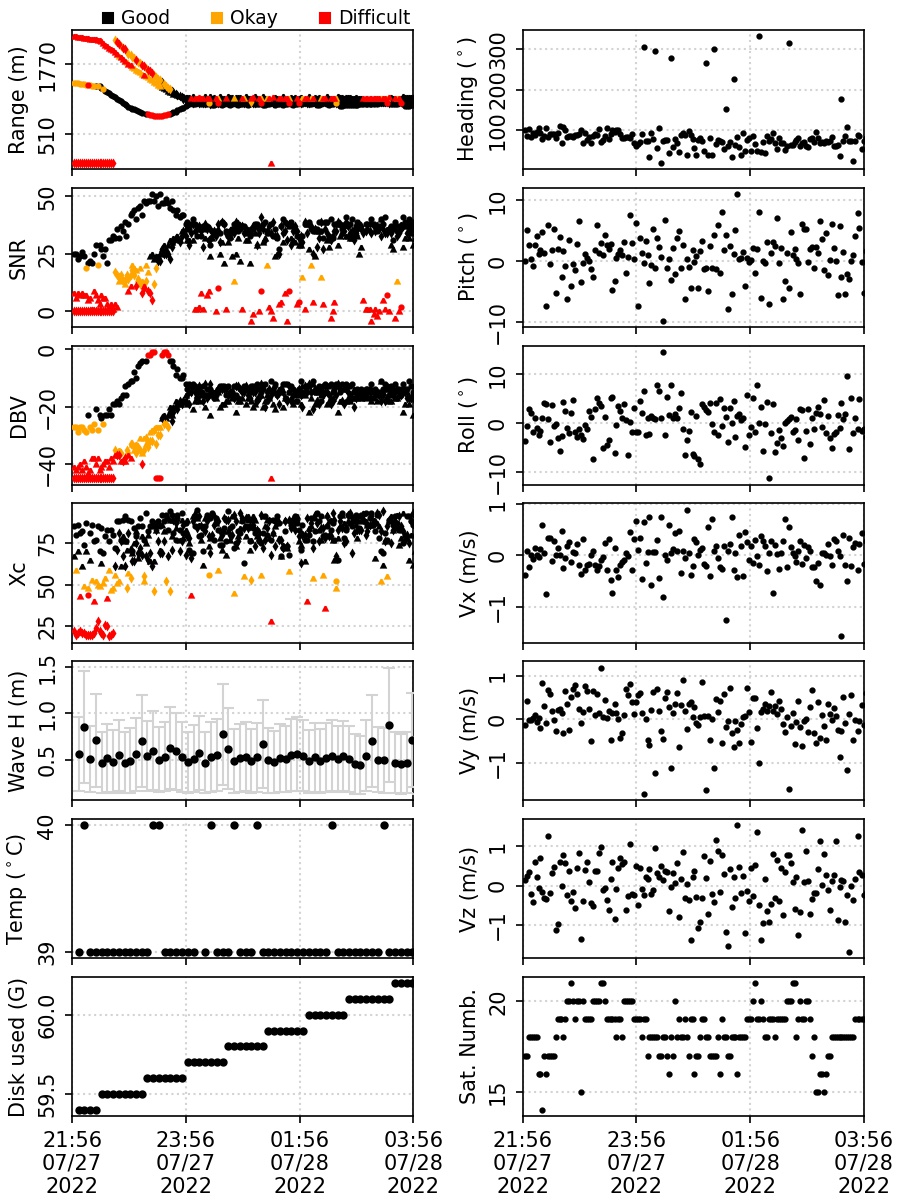 Good Okay Difficult
Range (m)
1770
510
Heading (°)
300
200
100
SNR
50
25
0
Pitch (°)
10
0
−10
DBV
0
−20
−40
Roll (°)
10
0
−10
Xc
75
50
25
Vx (m/s)
1
0
−1
Wave H (m)
1.5
1.0
0.5
Vy (m/s)
1
0
−1
Temp (°C)
40
39
Vz (m/s)
1
0
−1
Disk used (G)
60.0
59.5
Sat. Numb.
20
15
21:56 23:56 01:56 03:56
07/27 07/27 07/28 07/28
2022 2022 2022 2022
21:56 23:56 01:56 03:56
07/27 07/27 07/28 07/28
2022 2022 2022 2022